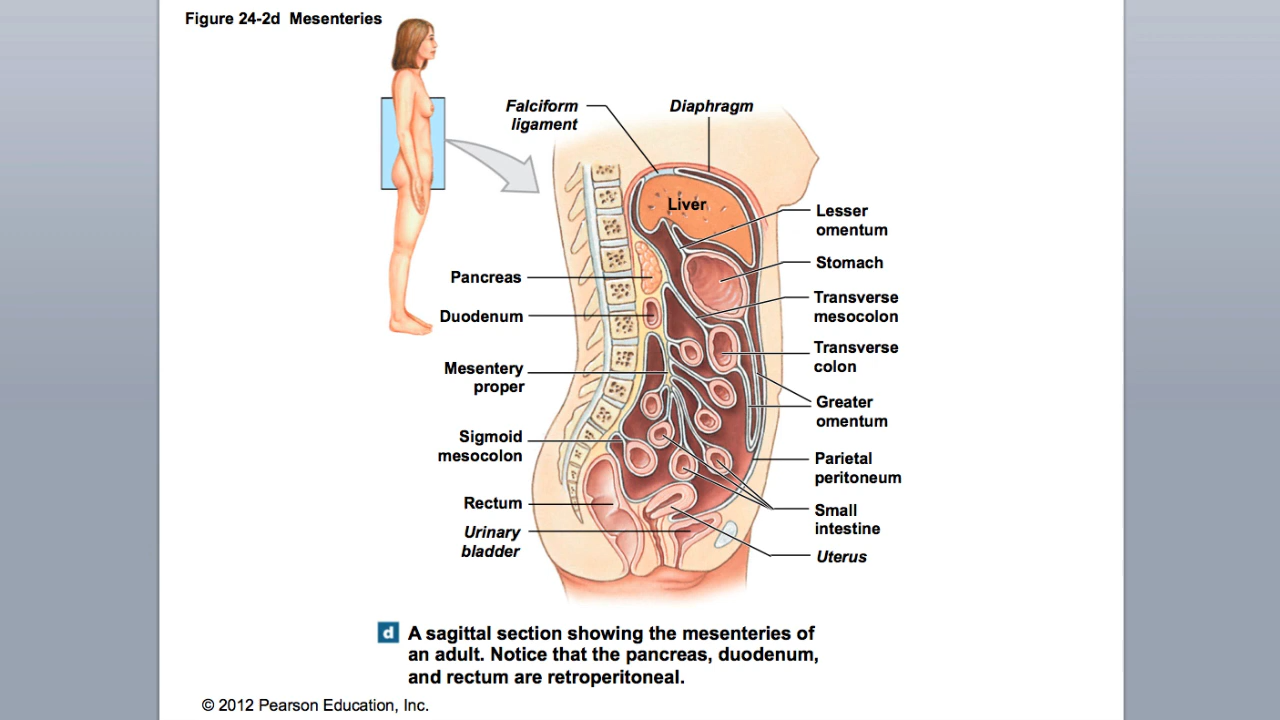 Figure 24-2d Mesenteries
Falciform
ligament
Diaphragm
Liver
Lesser
omentum
Stomach
Pancreas
Transverse
mesocolon
Duodenum
Transverse
colon
Mesentery
proper
Greater
omentum
Sigmoid
mesocolon
Parietal
peritoneum
Rectum
Small
intestine
Urinary
bladder
Uterus
d A sagittal section showing the mesenteries of
an adult. Notice that the pancreas, duodenum,
and rectum are retroperitoneal.
© 2012 Pearson Education, Inc.